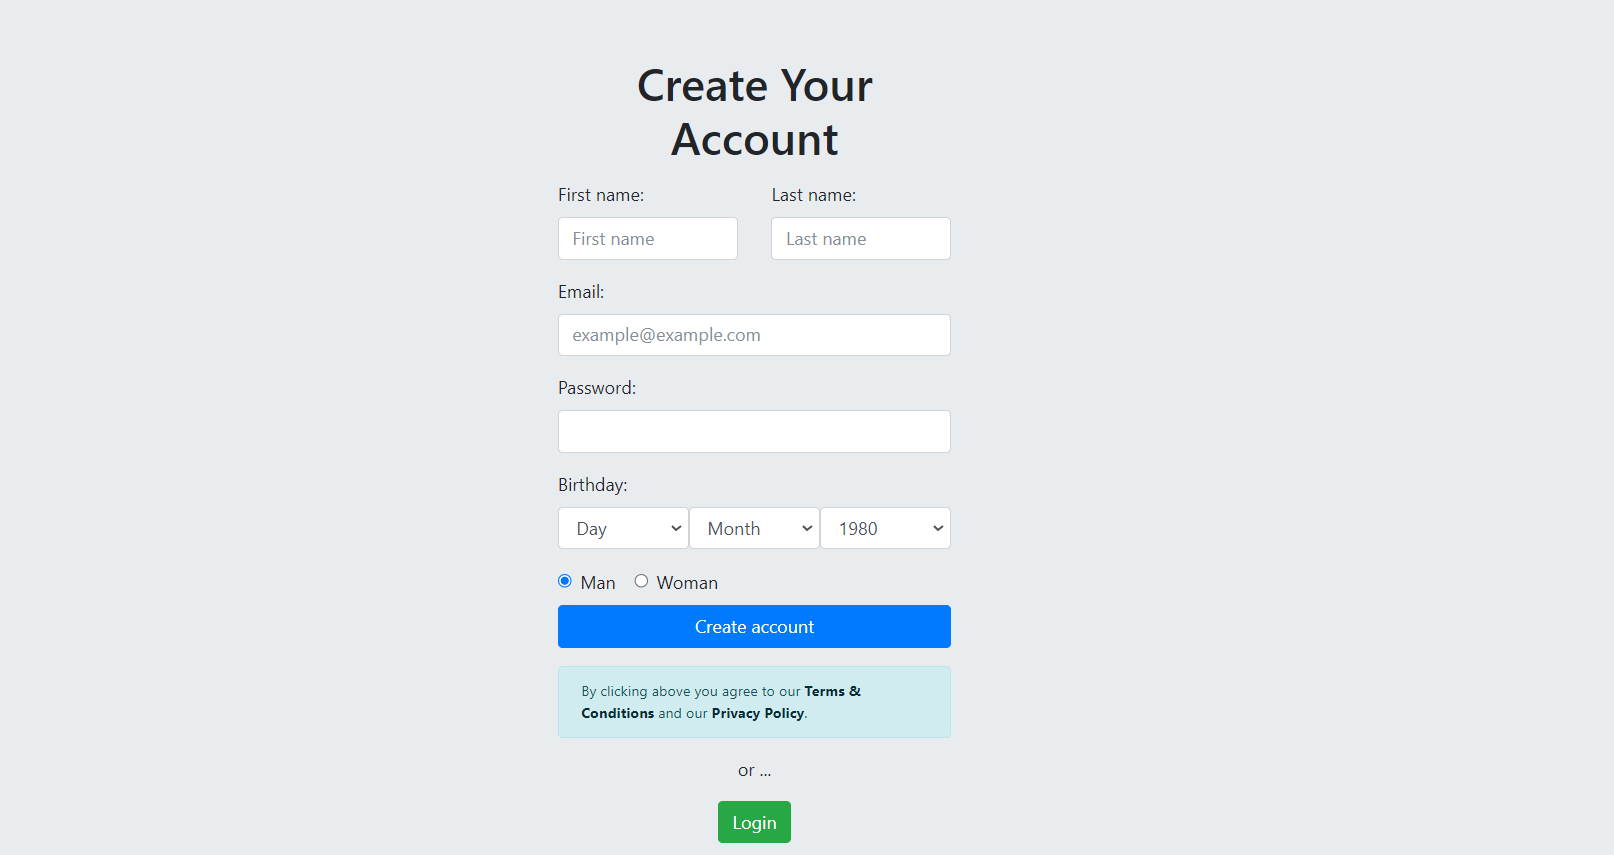 Create Your
Account
First name: Last name:
First name Last name
Email:
example@example.com
Password:
Birthday:
Day Month 1980
Man Woman
Create account
By clicking above you agree to our Terms &
Conditions and our Privacy Policy.
or ...
Login